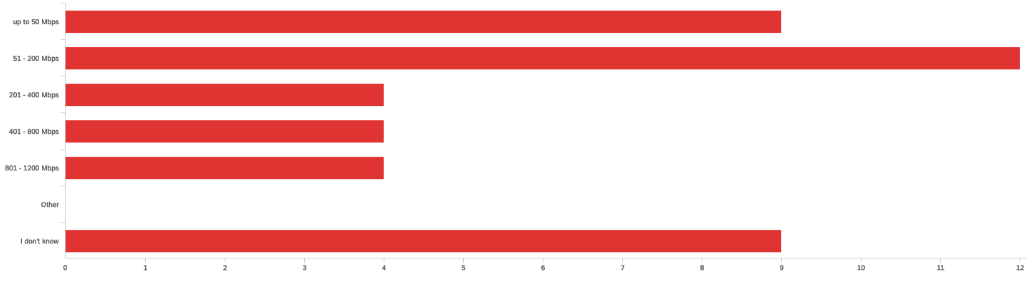 up to 50 Mbps
51 - 200 Mbps
201 - 400 Mbps
401 - 800 Mbps
801 - 1200 Mbps
Other
I don't know
0 1 2 3 4 5 6 7 8 9 10 11 12